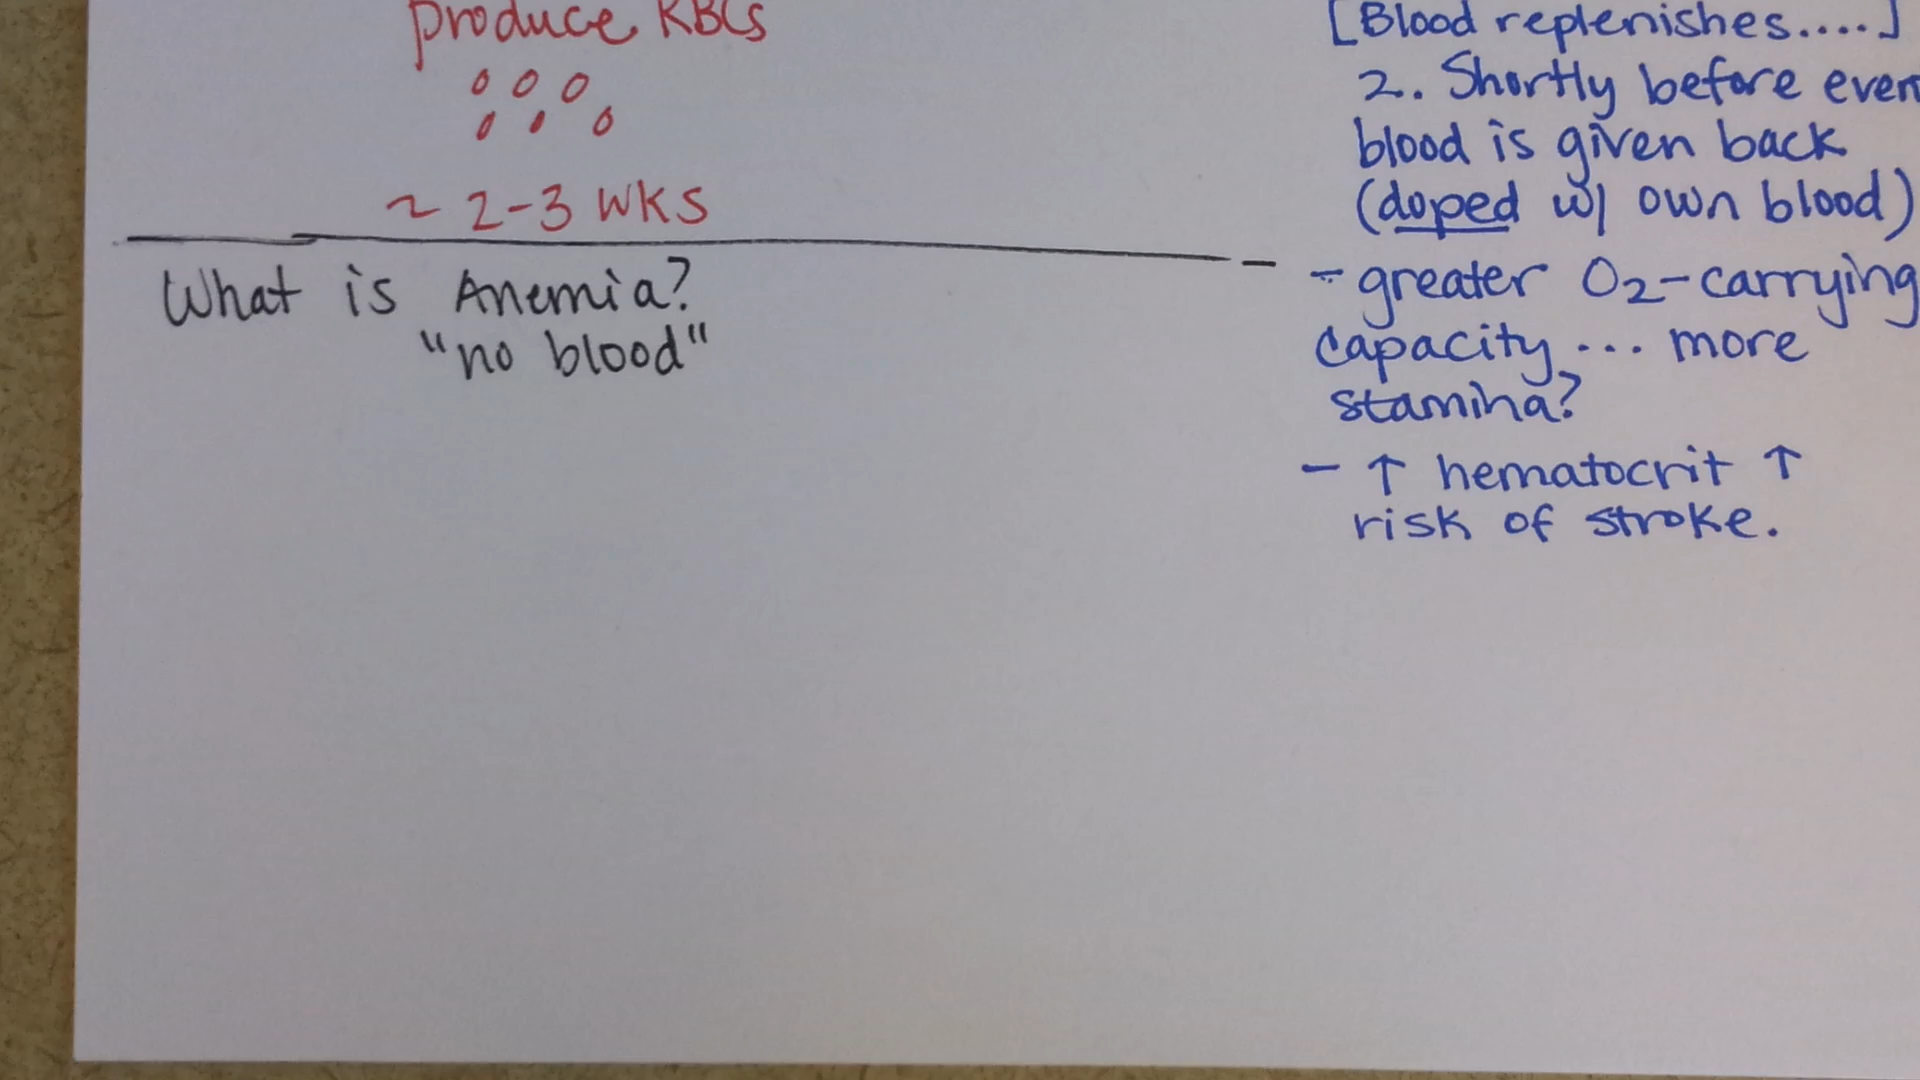 produce RBCs
~ 2-3 WKS
What is Anemia?
"no blood"
[Blood replenishes....]
2. Shortly before even
blood is given back
(doped w/ own blood)
- greater O2-carrying
capacity ... more
stamina?
- ↑ hematocrit ↑
risk of stroke.